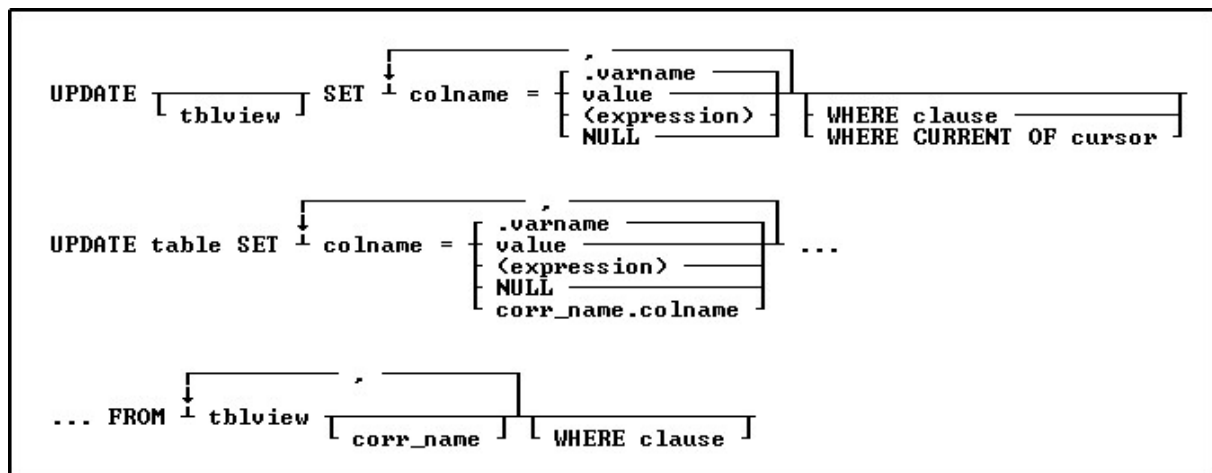 ,
.varname
UPDATE SET colname = value
tblview (expression) WHERE clause
NULL WHERE CURRENT OF cursor
,
.varname
UPDATE table SET colname = value ...
(expression)
NULL
corr_name.colname
,
... FROM tblview
corr_name WHERE clause